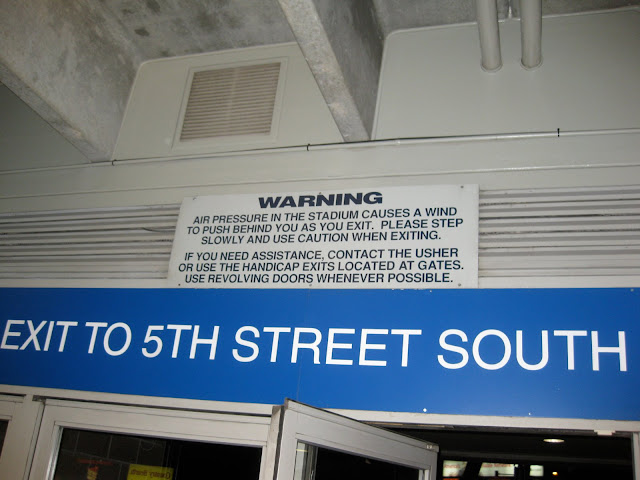 WARNING
AIR PRESSURE IN THE STADIUM CAUSES A WIND
TO PUSH BEHIND YOU AS YOU EXIT. PLEASE STEP
SLOWLY AND USE CAUTION WHEN EXITING.
IF YOU NEED ASSISTANCE, CONTACT THE USHER
OR USE THE HANDICAP EXITS LOCATED AT GATES.
USE REVOLVING DOORS WHENEVER POSSIBLE.
EXIT TO 5TH STREET SOUTH